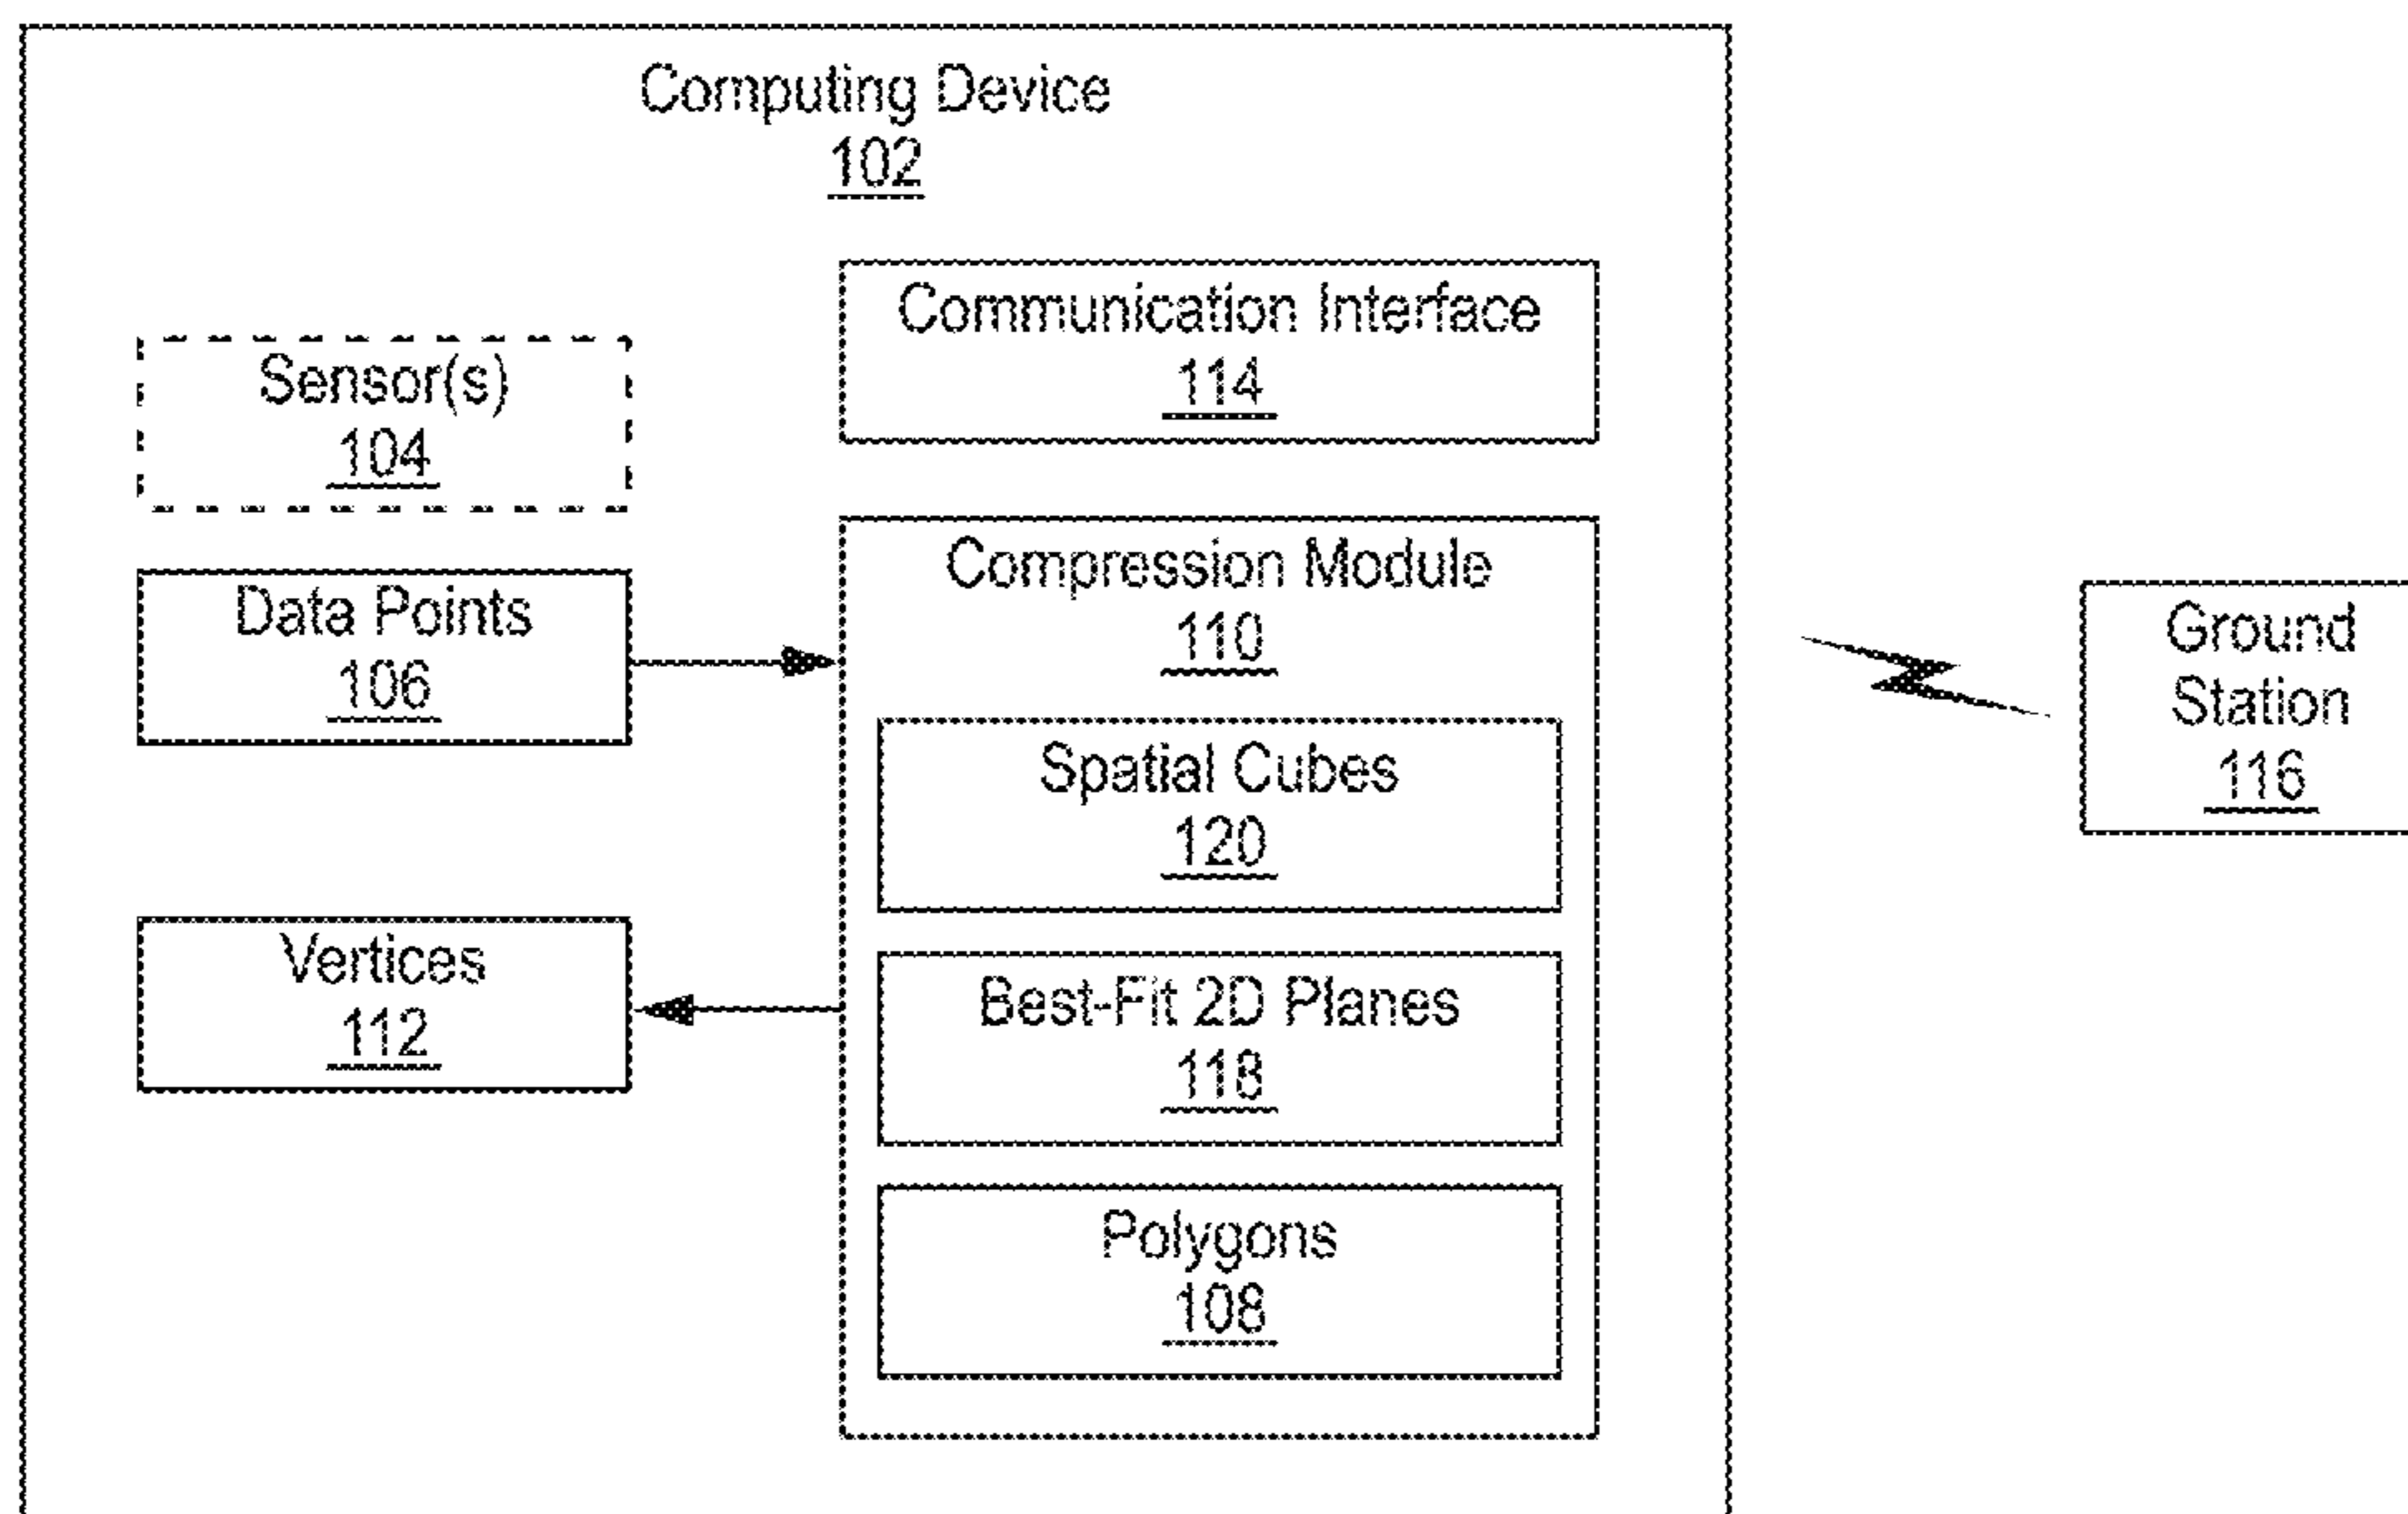 Computing Device
102
Communication Interface
114
Sensor(s)
104
Data Points
106
Compression Module
110
Spatial Cubes
120
Best-Fit 2D Planes
118
Polygons
108
Vertices
112
Ground
Station
116